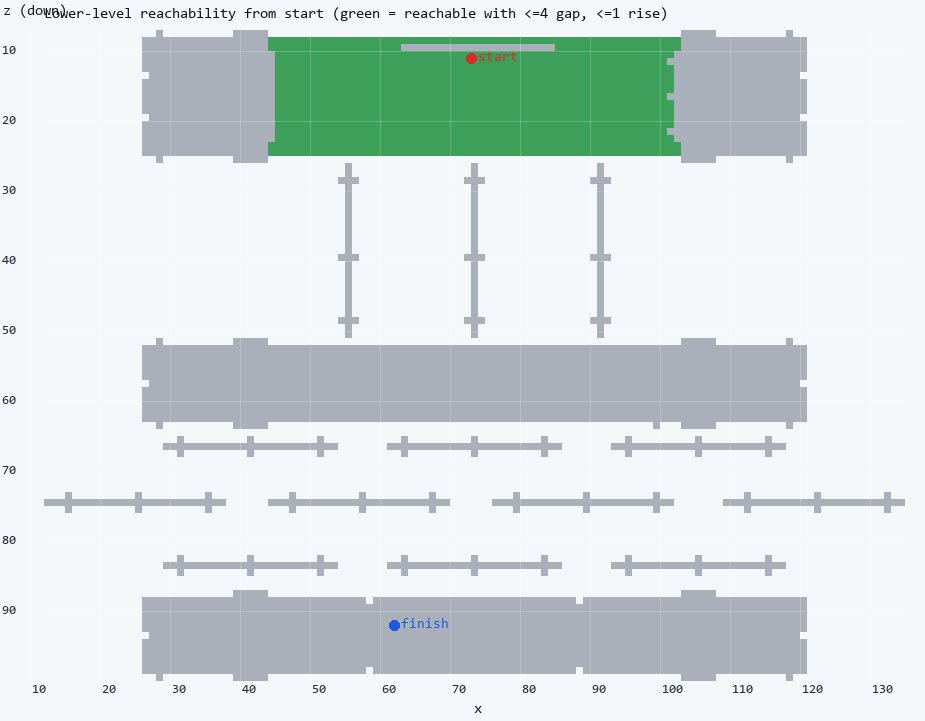 z (down)
Lower-level reachability from start (green = reachable with <=4 gap, <=1 rise)
10
start
20
30
40
50
60
70
80
90
finish
10 20 30 40 50 60 70 80 90 100 110 120 130
x